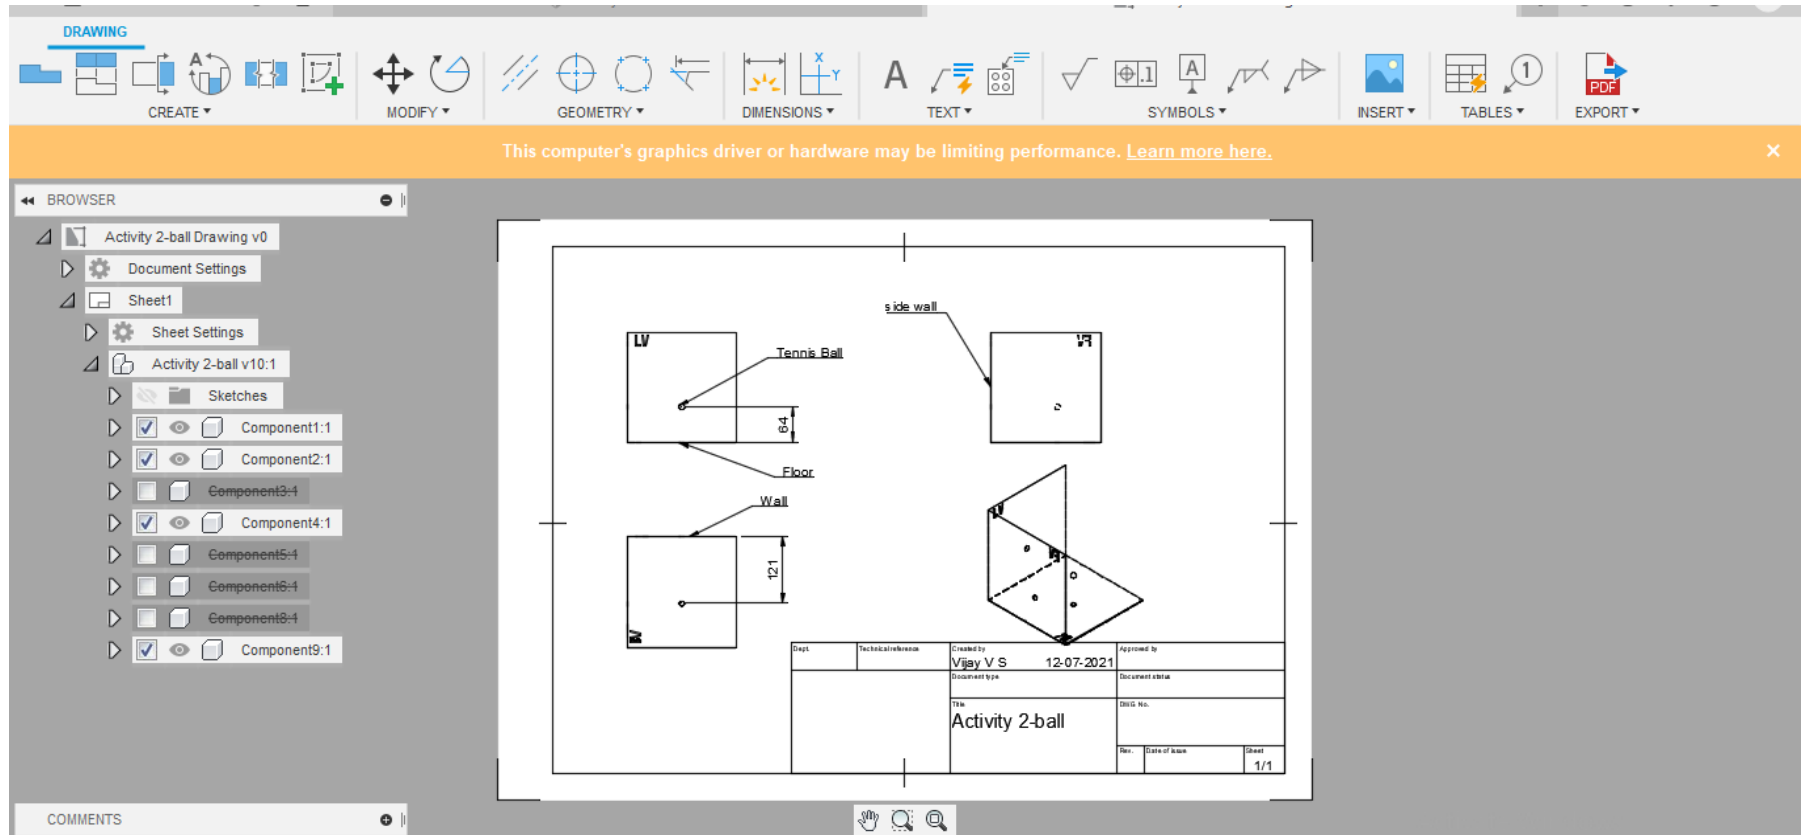 DRAWING
CREATE
MODIFY
GEOMETRY
DIMENSIONS
TEXT
SYMBOLS
INSERT
TABLES
EXPORT
A
X
Y
A
.1
A
1
PDF
This computer's graphics driver or hardware may be limiting performance. Learn more here.
BROWSER
Activity 2-ball Drawing v0
Document Settings
Sheet1
Sheet Settings
Activity 2-ball v10:1
Sketches
Component1:1
Component2:1
Component3:1
Component4:1
Component5:1
Component6:1
Component8:1
Component9:1
COMMENTS
side wall
LV
VR
Tennis Ball
64
Floor
Wall
121
LV
Dept.
Technical reference
Created by
Approved by
Vijay V S
12-07-2021
Document type
Document status
Title
DWG No.
Activity 2-ball
Rev.
Date of issue
Sheet
1/1